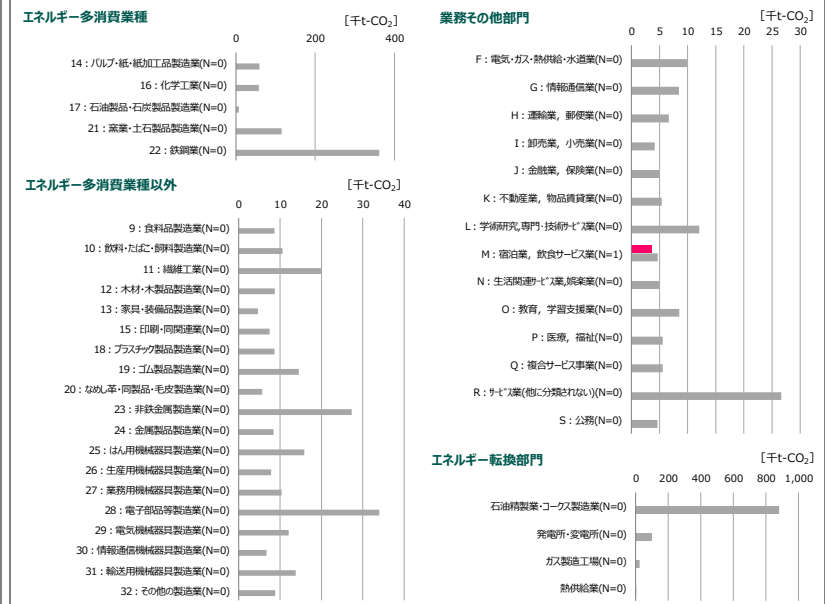 エネルギー多消費業種
[千t-CO₂]
0 200 400
14：パルプ・紙・紙加工品製造業(N=0)
16：化学工業(N=0)
17：石油製品・石炭製品製造業(N=0)
21：窯業・土石製品製造業(N=0)
22：鉄鋼業(N=0)
エネルギー多消費業種以外
[千t-CO₂]
0 10 20 30 40
9：食料品製造業(N=0)
10：飲料・たばこ・飼料製造業(N=0)
11：繊維工業(N=0)
12：木材・木製品製造業(N=0)
13：家具・装備品製造業(N=0)
15：印刷・同関連業(N=0)
18：プラスチック製品製造業(N=0)
19：ゴム製品製造業(N=0)
20：なめし革・同製品・毛皮製造業(N=0)
23：非鉄金属製造業(N=0)
24：金属製品製造業(N=0)
25：はん用機械器具製造業(N=0)
26：生産用機械器具製造業(N=0)
27：業務用機械器具製造業(N=0)
28：電子部品等製造業(N=0)
29：電気機械器具製造業(N=0)
30：情報通信機械器具製造業(N=0)
31：輸送用機械器具製造業(N=0)
32：その他の製造業(N=0)
業務その他部門
[千t-CO₂]
0 5 10 15 20 25 30
F：電気・ガス・熱供給・水道業(N=0)
G：情報通信業(N=0)
H：運輸業，郵便業(N=0)
I：卸売業，小売業(N=0)
J：金融業，保険業(N=0)
K：不動産業，物品賃貸業(N=0)
L：学術研究,専門・技術サービス業(N=0)
M：宿泊業，飲食サービス業(N=1)
N：生活関連サービス業,娯楽業(N=0)
O：教育，学習支援業(N=0)
P：医療，福祉(N=0)
Q：複合サービス事業(N=0)
R：サービス業(他に分類されない)(N=0)
S：公務(N=0)
エネルギー転換部門
[千t-CO₂]
0 200 400 600 800 1,000
石油精製業・コークス製造業(N=0)
発電所・変電所(N=0)
ガス製造工場(N=0)
熱供給業(N=0)